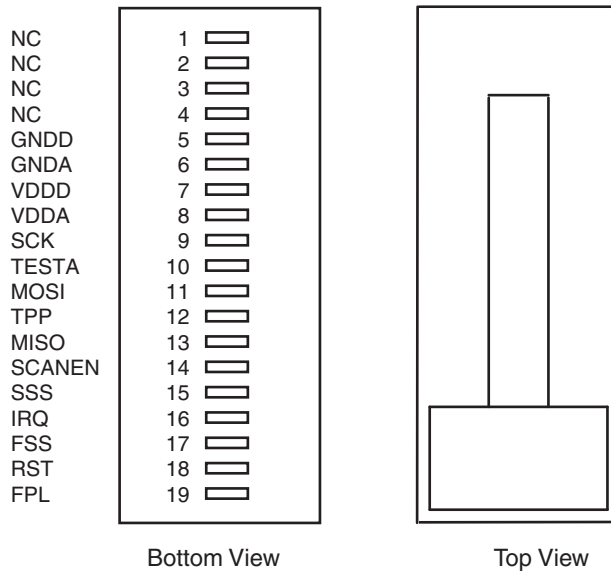 NC 1
NC 2
NC 3
NC 4
GNDD 5
GNDA 6
VDDD 7
VDDA 8
SCK 9
TESTA 10
MOSI 11
TPP 12
MISO 13
SCANEN 14
SSS 15
IRQ 16
FSS 17
RST 18
FPL 19
Bottom View Top View